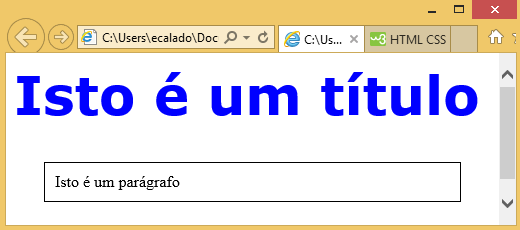 C:\Users\ecalado\Doc
C:\Us...
HTML CSS
Isto é um título
Isto é um parágrafo